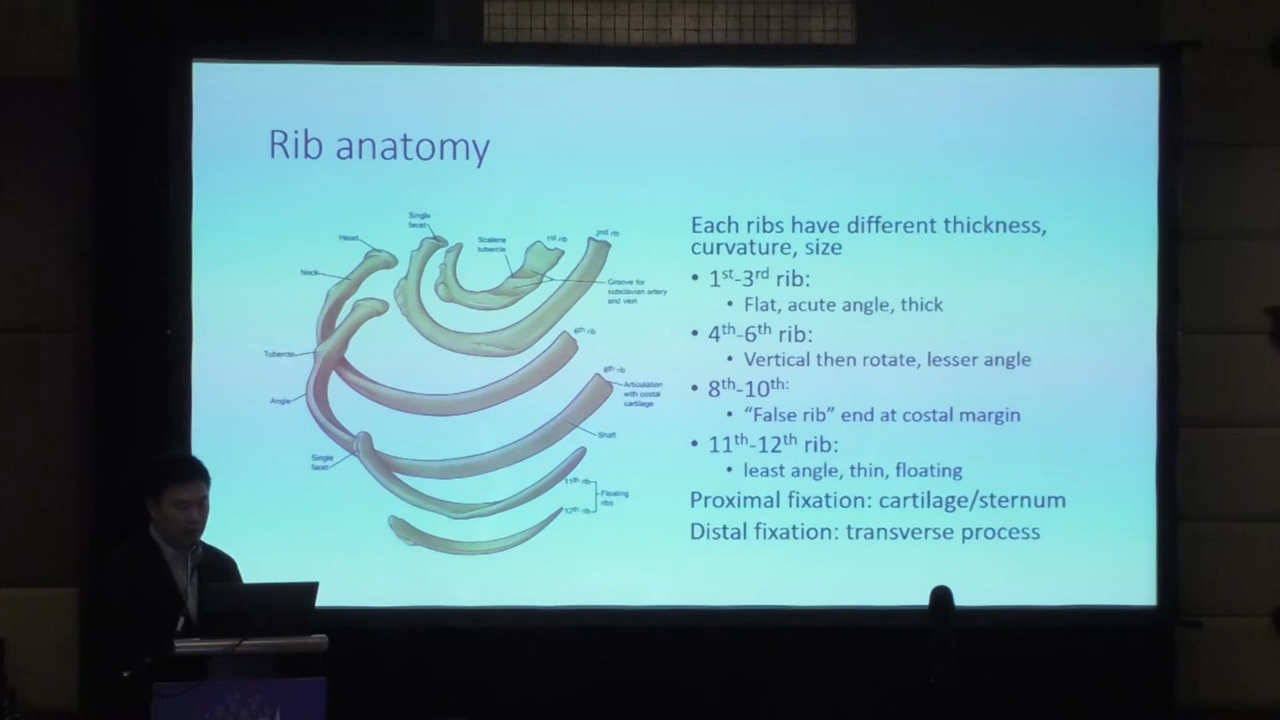 Rib anatomy
Single
facet
Head
Scalene
tubercle
1st rib
2nd rib
Neck
Groove for
subclavian artery
and vein
6th rib
Tubercle
8th rib
Articulation
with costal
cartilage
Angle
Shaft
Single
facet
11th rib
Floating
ribs
12th rib
Each ribs have different thickness,
curvature, size
• 1st-3rd rib:
• Flat, acute angle, thick
• 4th-6th rib:
• Vertical then rotate, lesser angle
• 8th-10th:
• “False rib” end at costal margin
• 11th-12th rib:
• least angle, thin, floating
Proximal fixation: cartilage/sternum
Distal fixation: transverse process